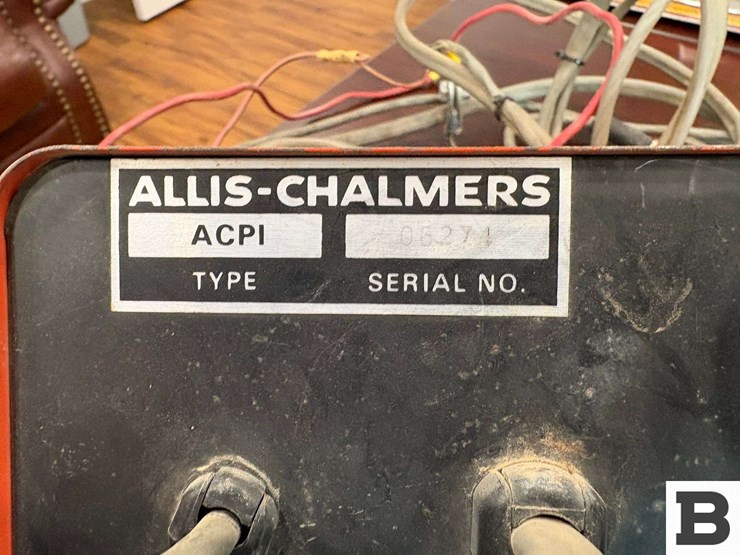 ALLIS-CHALMERS
ACPI
TYPE
SERIAL NO.
B